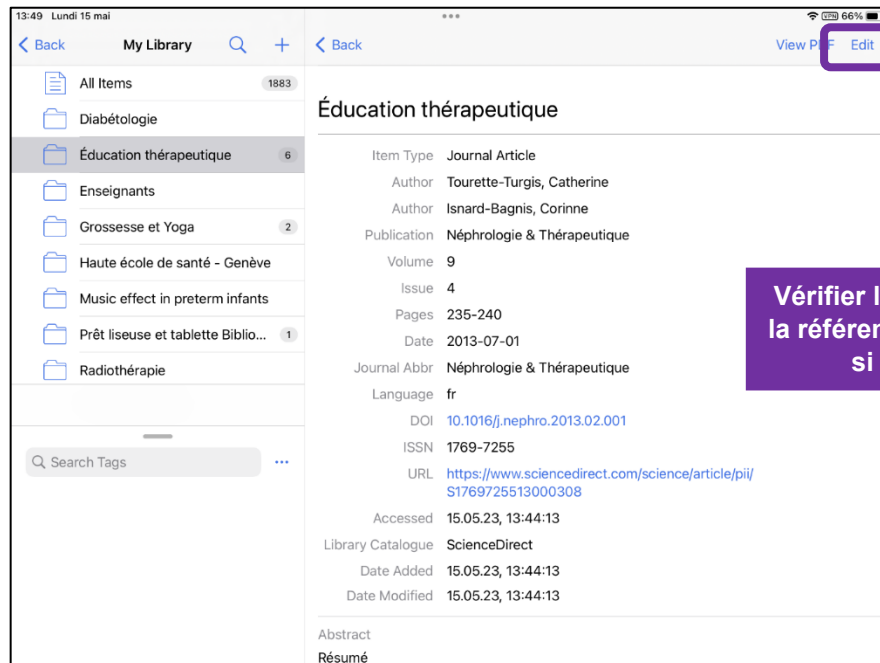 13:49 Lundi 15 mai
66%
Back My Library
All Items 1883
Diabétologie
Éducation thérapeutique 6
Enseignants
Grossesse et Yoga 2
Haute école de santé - Genève
Music effect in preterm infants
Prêt liseuse et tablette Biblio... 1
Radiothérapie
Search Tags
Back View Edit
Éducation thérapeutique
Item Type Journal Article
Author Tourette-Turgis, Catherine
Author Isnard-Bagnis, Corinne
Publication Néphrologie & Thérapeutique
Volume 9
Issue 4
Pages 235-240
Date 2013-07-01
Journal Abbr Néphrologie & Thérapeutique
Language fr
DOI 10.1016/j.nephro.2013.02.001
ISSN 1769-7255
URL https://www.sciencedirect.com/science/article/pii/
S1769725513000308
Accessed 15.05.23, 13:44:13
Library Catalogue ScienceDirect
Date Added 15.05.23, 13:44:13
Date Modified 15.05.23, 13:44:13
Abstract
Résumé
Vérifier
la
si